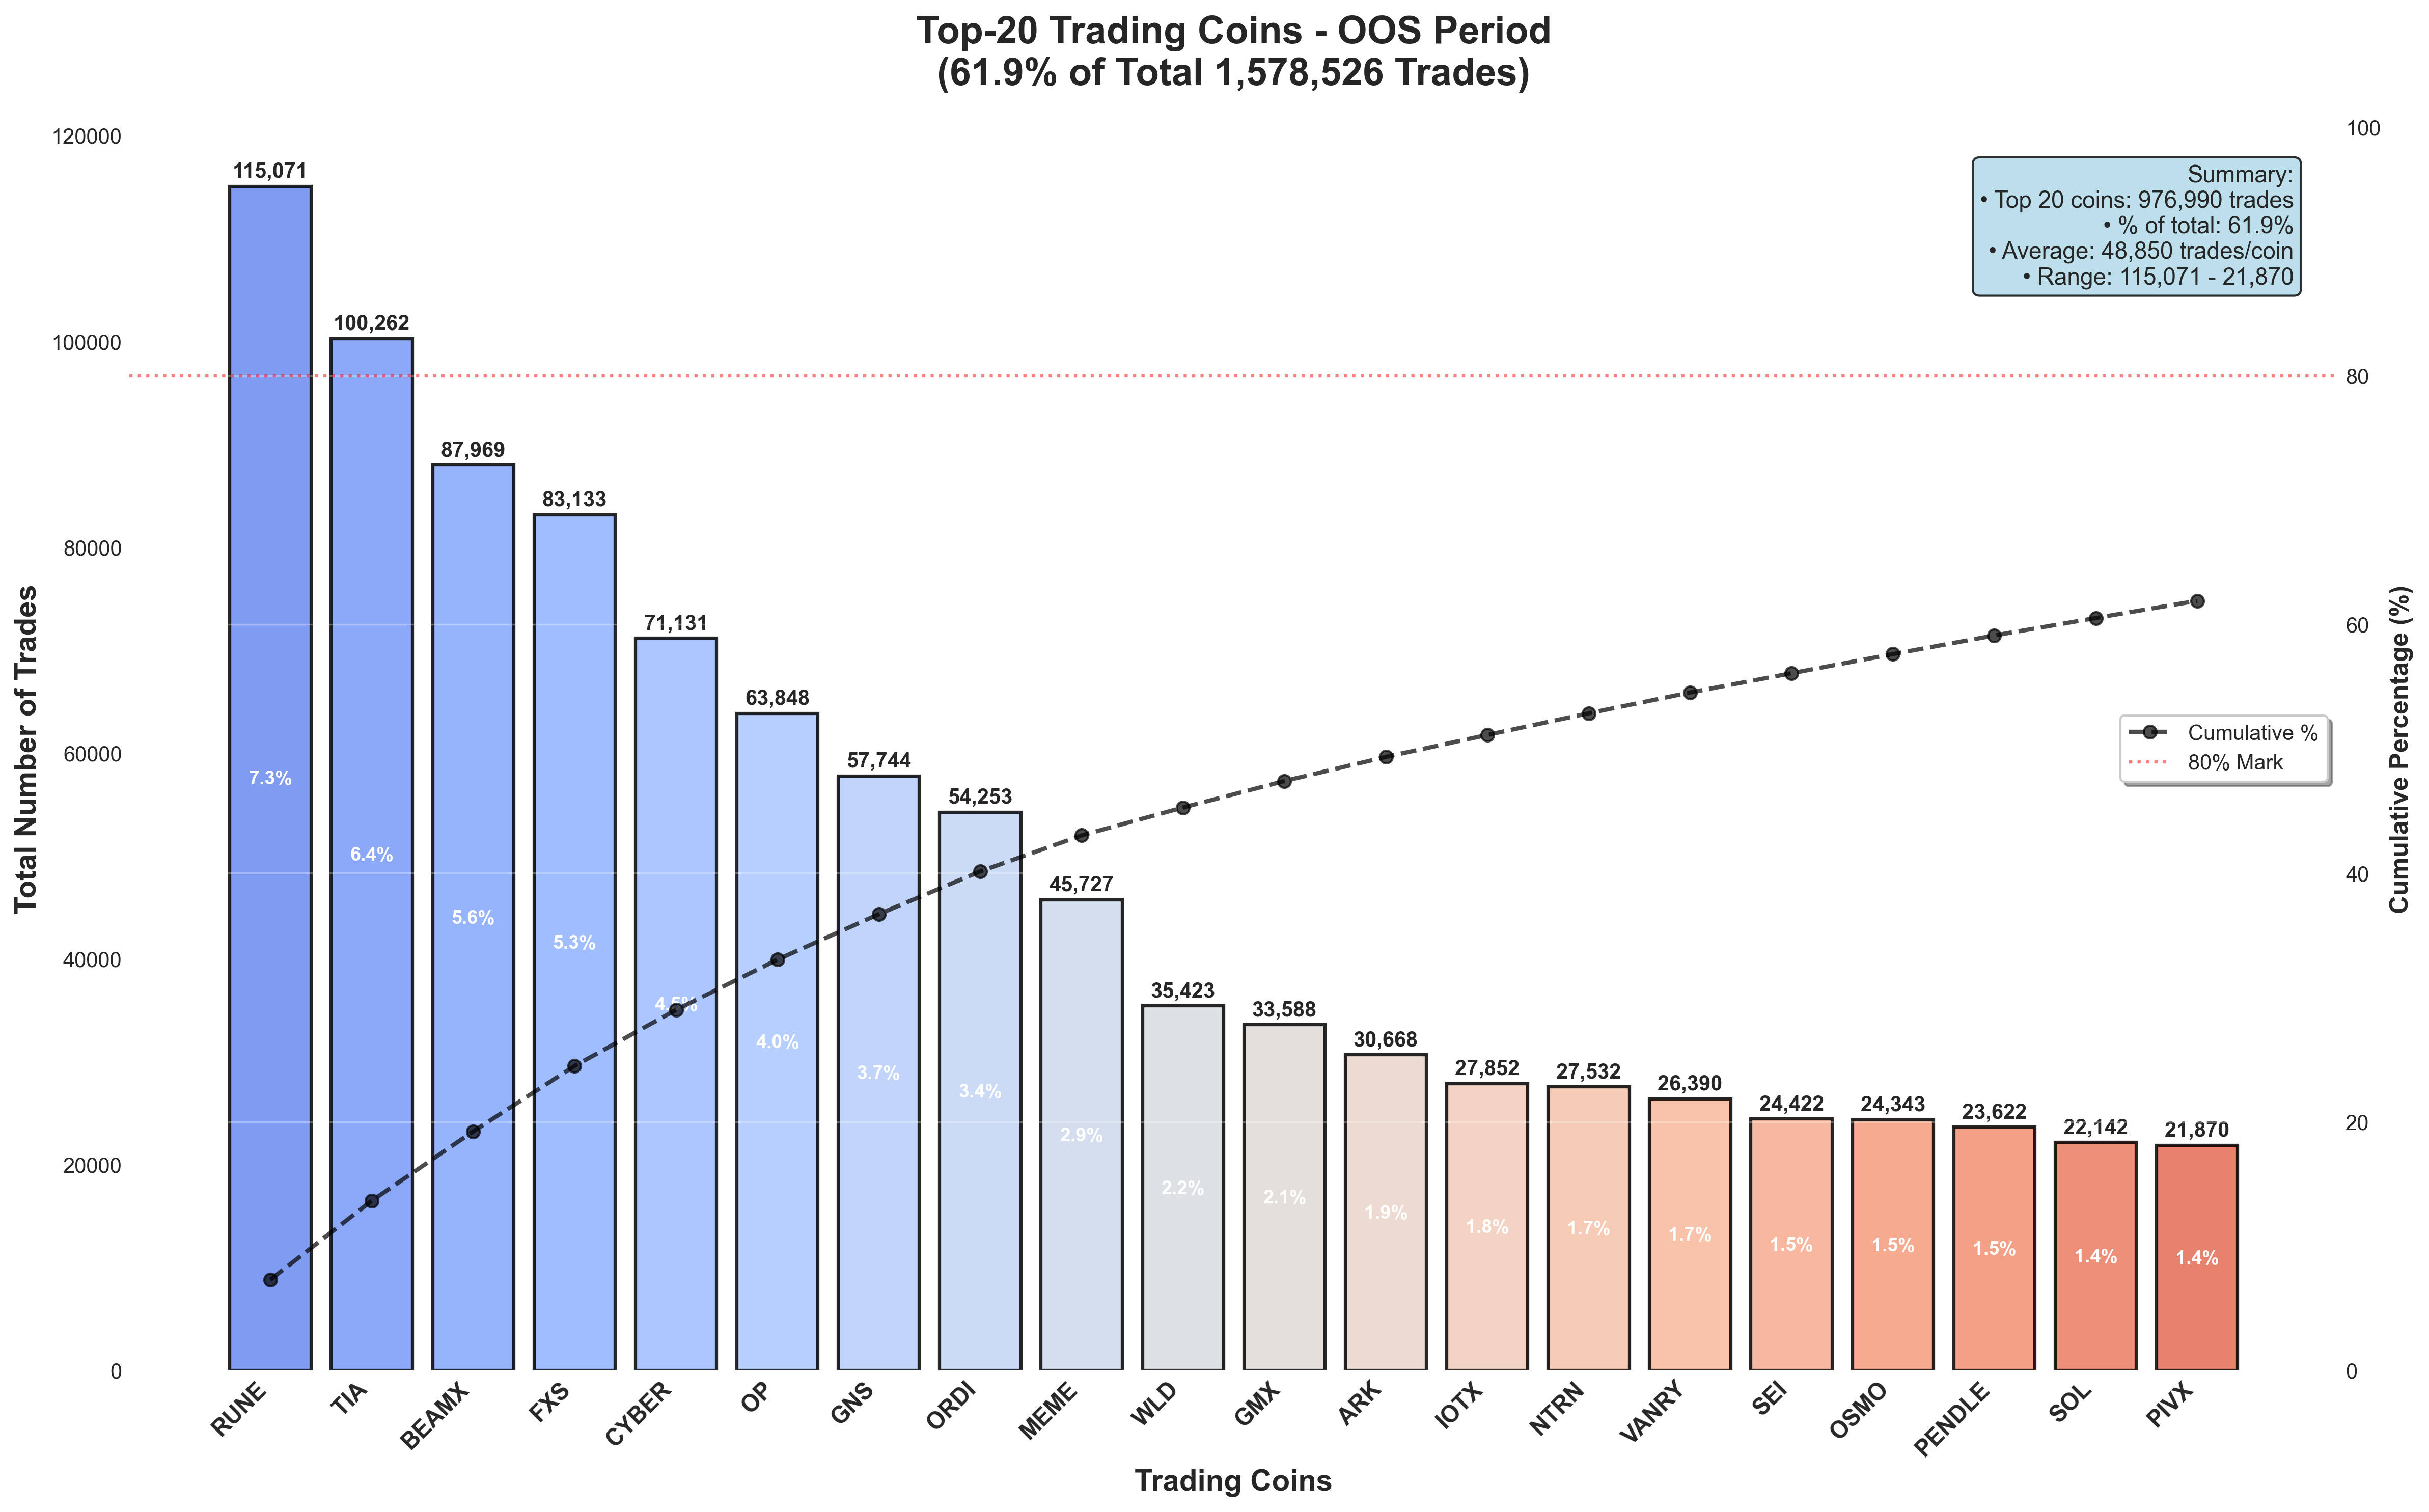 Top-20 Trading Coins - OOS Period
(61.9% of Total 1,578,526 Trades)
Total Number of Trades
120000
100000
80000
60000
40000
20000
0
115,071
100,262
87,969
83,133
71,131
63,848
57,744
54,253
45,727
35,423
33,588
30,668
27,852
27,532
26,390
24,422
24,343
23,622
22,142
21,870
7.3%
6.4%
5.6%
5.3%
4.5%
4.0%
3.7%
3.4%
2.9%
2.2%
2.1%
1.9%
1.8%
1.7%
1.7%
1.5%
1.5%
1.5%
1.4%
1.4%
Summary:
• Top 20 coins: 976,990 trades
• % of total: 61.9%
• Average: 48,850 trades/coin
• Range: 115,071 - 21,870
Cumulative %
80% Mark
100
80
60
40
20
0
Cumulative Percentage (%)
RUNE
TIA
BEAMX
FXS
CYBER
OP
GNS
ORDI
MEME
WLD
GMX
ARK
IOTX
NTRN
VANRY
SEI
OSMO
PENDLE
SOL
PIVX
Trading Coins